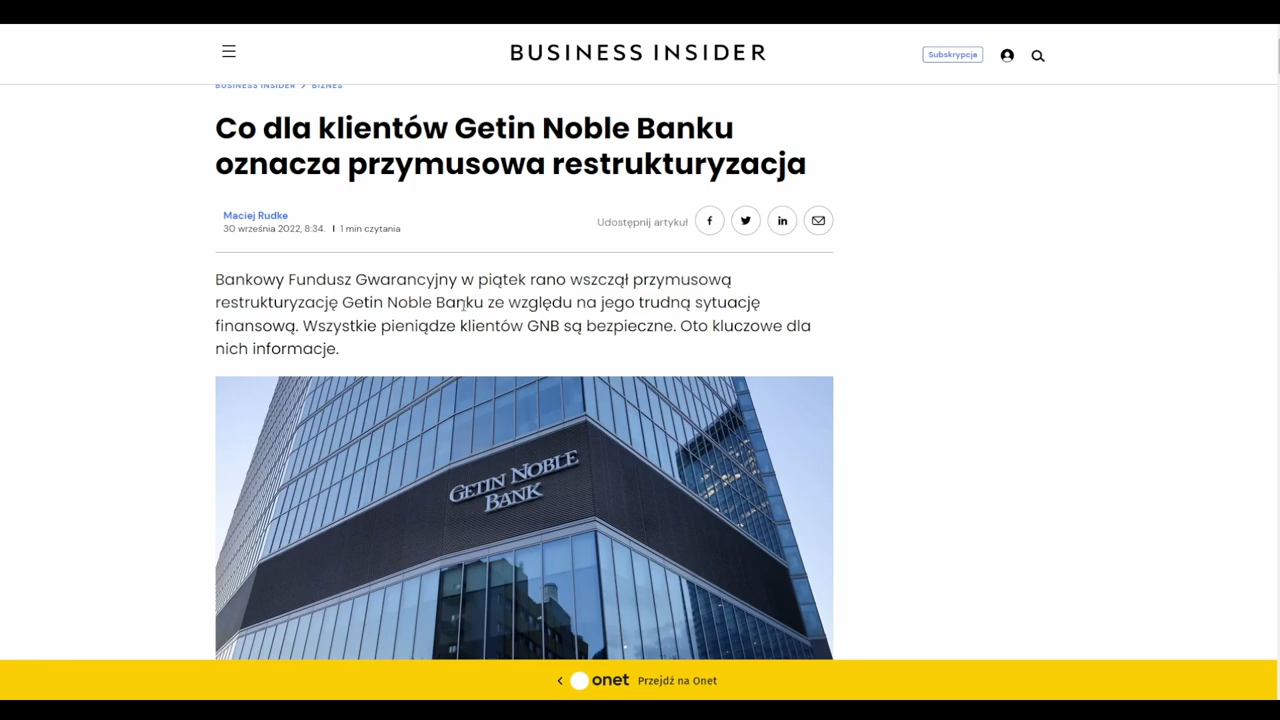 BUSINESS INSIDER
Subskrypcja
BUSINESS INSIDER > BIZNES
Co dla klientów Getin Noble Banku
oznacza przymusowa restrukturyzacja
Maciej Rudke
30 września 2022, 8:34. I 1 min czytania
Udostępnij artykuł
Bankowy Fundusz Gwarancyjny w piątek rano wszczął przymusową
restrukturyzację Getin Noble Banku ze względu na jego trudną sytuację
finansową. Wszystkie pieniądze klientów GNB są bezpieczne. Oto kluczowe dla
nich informacje.
GETIN NOBLE
BANK
onet Przejdź na Onet